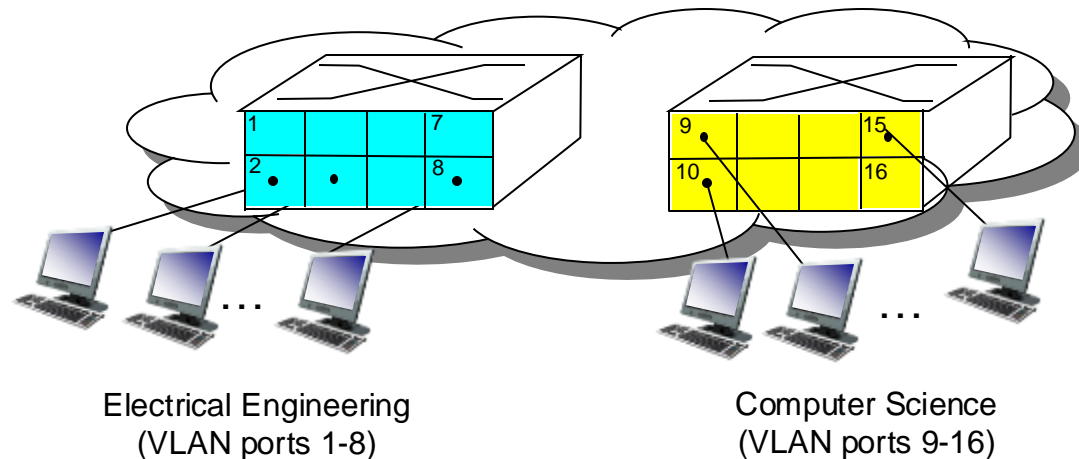 1 7
2 8
9 15
10 16
...
...
Electrical Engineering
(VLAN ports 1-8)
Computer Science
(VLAN ports 9-16)